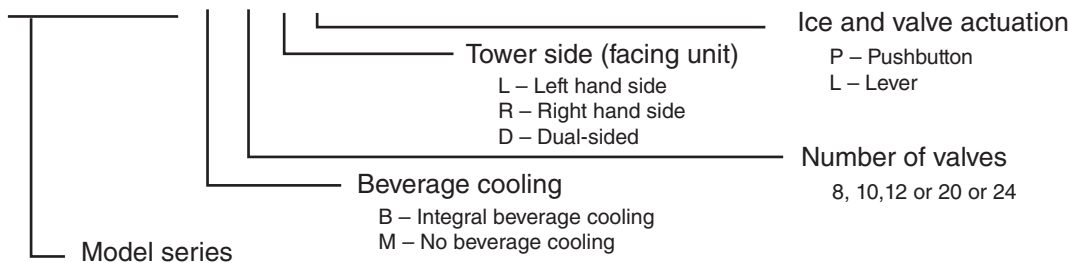 Ice and valve actuation
P – Pushbutton
L – Lever
Tower side (facing unit)
L – Left hand side
R – Right hand side
D – Dual-sided
Number of valves
8, 10,12 or 20 or 24
Beverage cooling
B – Integral beverage cooling
M – No beverage cooling
Model series